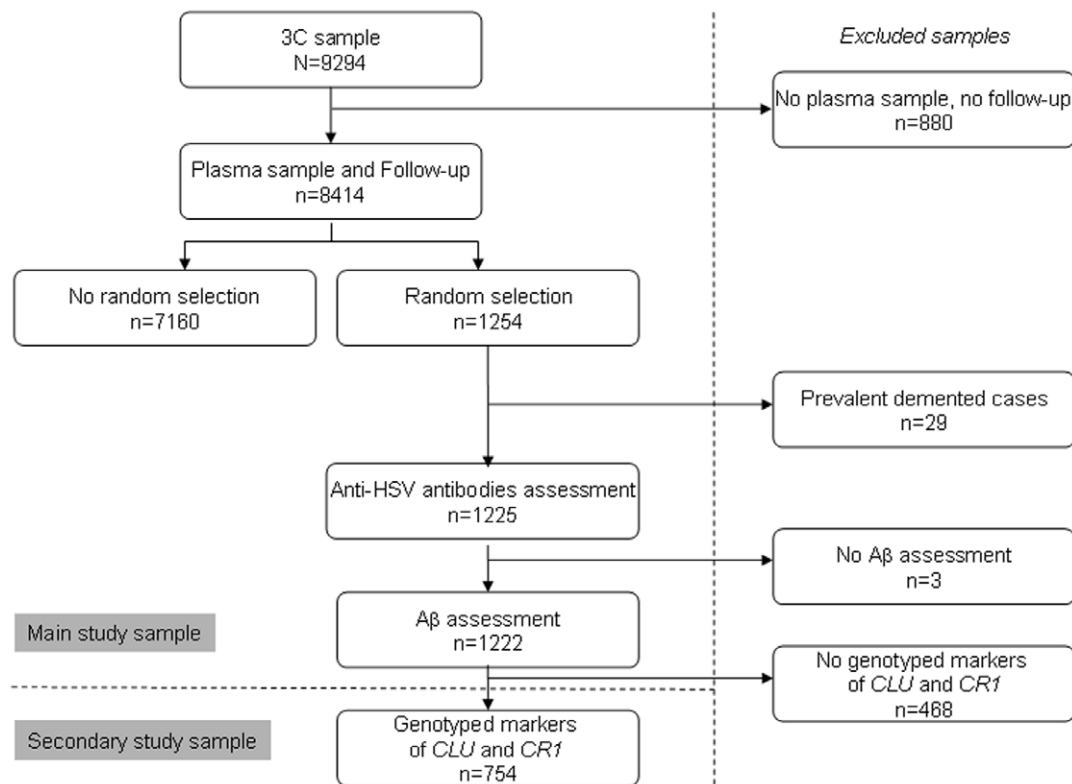 3C sample
N=9294
Excluded samples
No plasma sample, no follow-up
n=880
Plasma sample and Follow-up
n=8414
No random selection
n=7160
Random selection
n=1254
Prevalent demented cases
n=29
Anti-HSV antibodies assessment
n=1225
No Aβ assessment
n=3
Aβ assessment
n=1222
Main study sample
No genotyped markers
of CLU and CR1
n=468
Genotyped markers
of CLU and CR1
n=754
Secondary study sample